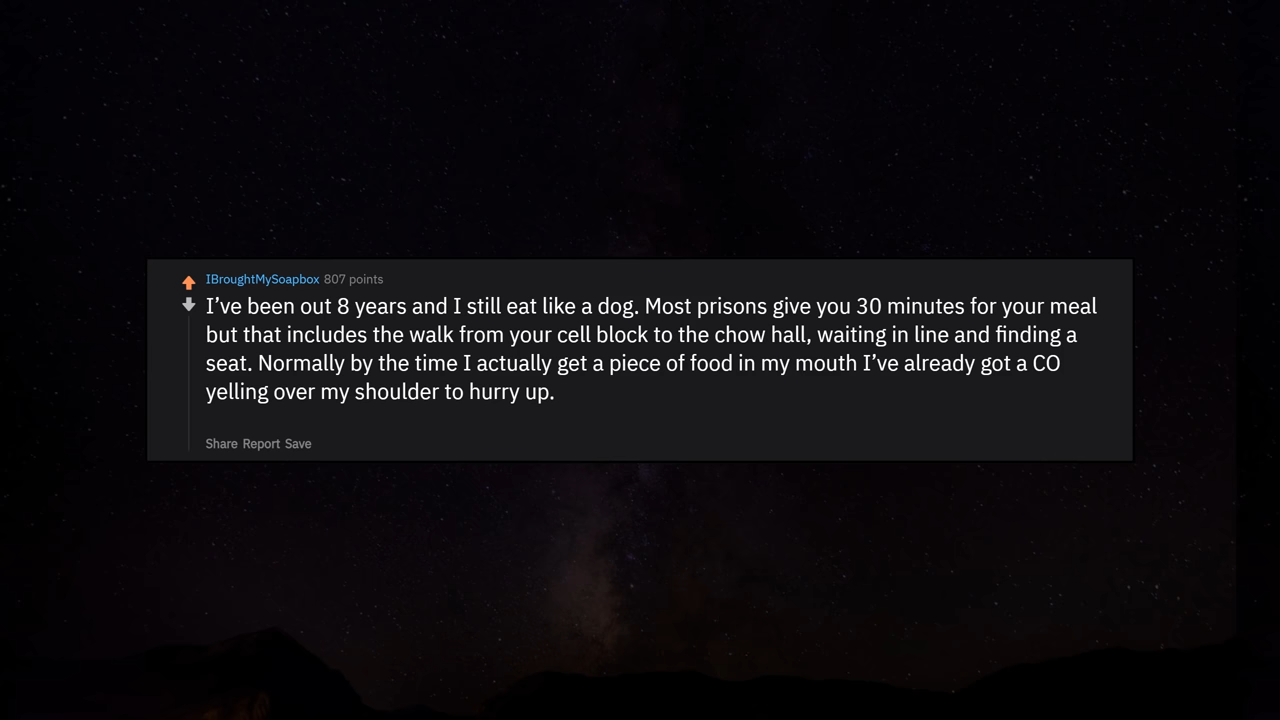 IBroughtMySoapbox 807 points
I’ve been out 8 years and I still eat like a dog. Most prisons give you 30 minutes for your meal
but that includes the walk from your cell block to the chow hall, waiting in line and finding a
seat. Normally by the time I actually get a piece of food in my mouth I’ve already got a CO
yelling over my shoulder to hurry up.
Share Report Save